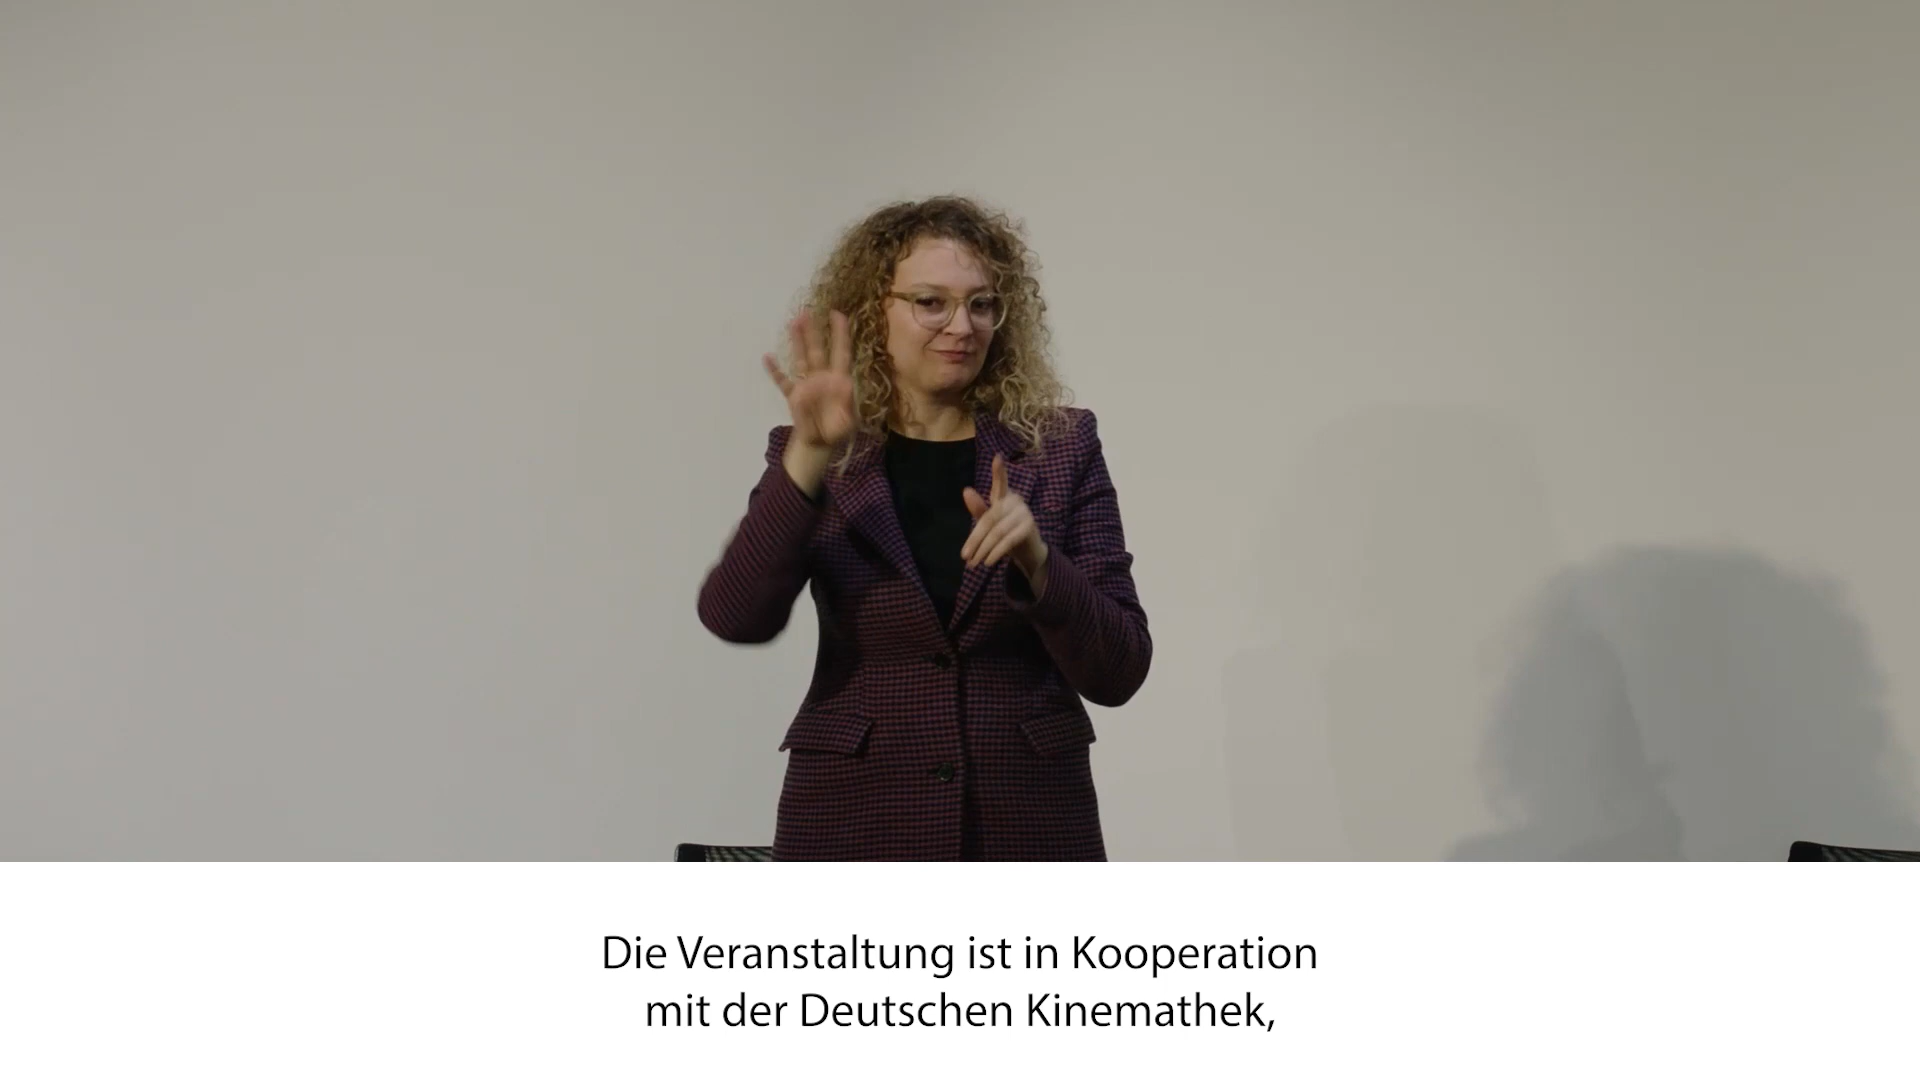 Die Veranstaltung ist in Kooperation
mit der Deutschen Kinemathek,